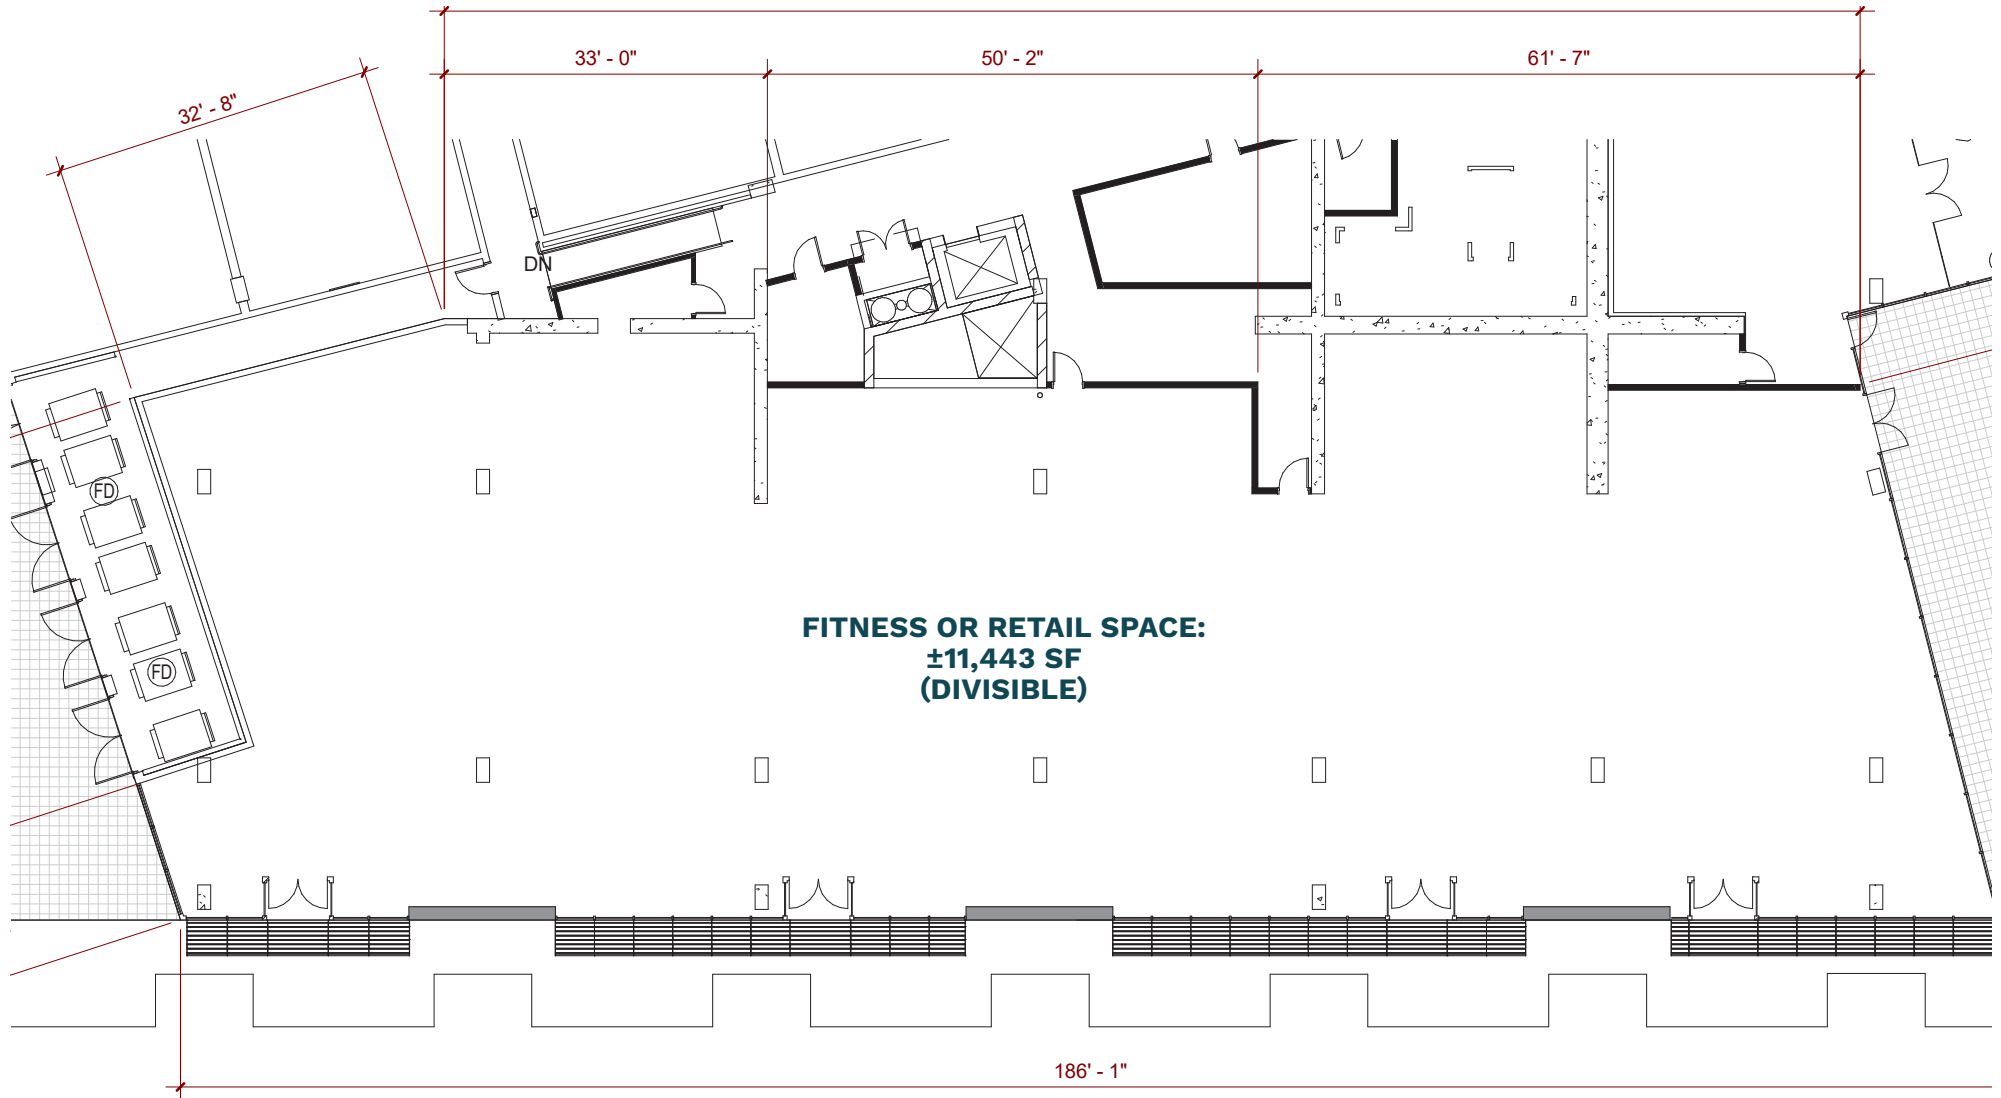 33' - 0"
50' - 2"
61' - 7"
32' - 8"
DN
FD
FITNESS OR RETAIL SPACE:
±11,443 SF
(DIVISIBLE)
FD
186' - 1"